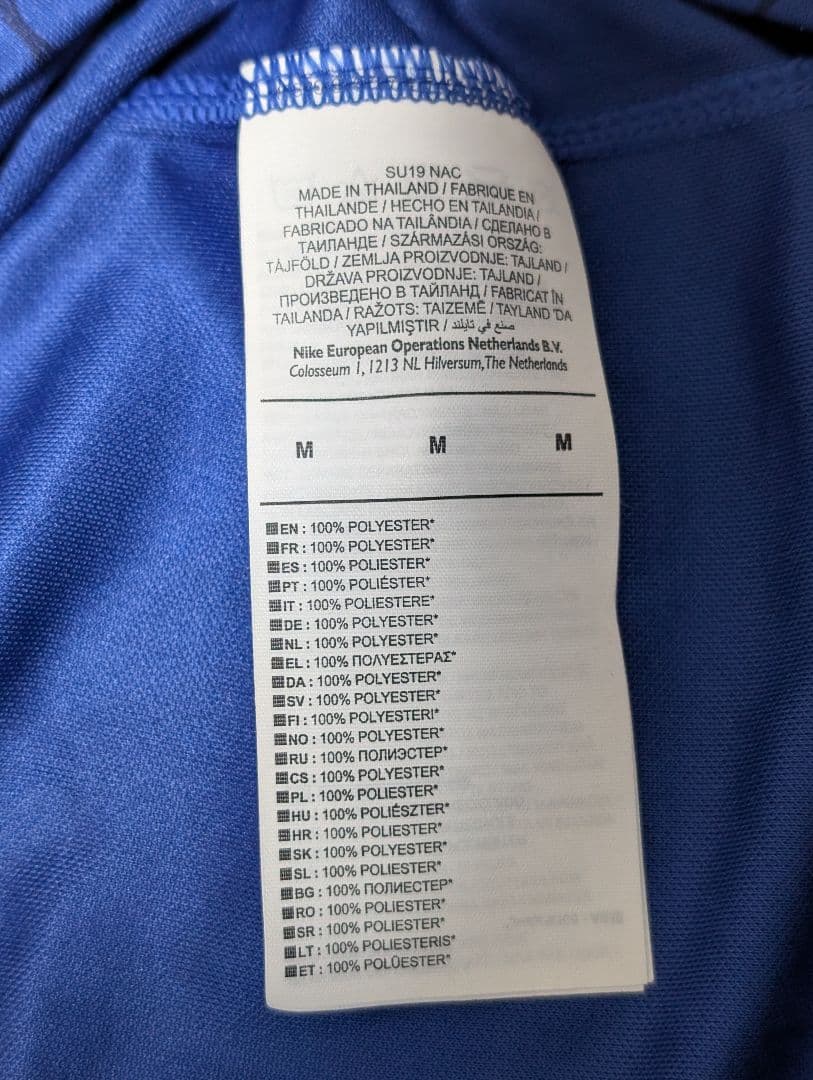 SU19 NAC
MADE IN THAILAND / FABRIQUE EN
THAILANDE / HECHO EN TAILANDIA /
FABRICADO NA TAILÂNDIA / СДЕЛАНО В
ТАИЛАНДЕ / SZÁRMAZÁSI ORSZÁG:
TÁJFÖLD / ZEMLJA PROIZVODNJE: TAJLAND /
DRŽAVA PROIZVODNJE: TAJLAND /
ПРОИЗВЕДЕНО В ТАЙЛАНД / FABRICAT ÎN
TAILANDA / RAŽOTS: TAIZEMĒ / TAYLAND 'DA
YAPILMIŞTIR / صنع في تايلند
Nike European Operations Netherlands B.V.
Colosseum 1, 1213 NL Hilversum, The Netherlands
M M M
EN : 100% POLYESTER*
FR : 100% POLYESTER*
ES : 100% POLIESTER*
PT : 100% POLIÉSTER*
IT : 100% POLIESTERE*
DE : 100% POLYESTER*
NL : 100% POLYESTER*
EL : 100% ΠΟΛΥΕΣΤΕΡΑΣ*
DA : 100% POLYESTER*
SV : 100% POLYESTER*
FI : 100% POLYESTERI*
NO : 100% POLYESTER*
RU : 100% ПОЛИЭСТЕР*
CS : 100% POLYESTER*
PL : 100% POLIESTER*
HU : 100% POLIÉSZTER*
HR : 100% POLIESTER*
SK : 100% POLYESTER*
SL : 100% POLIESTER*
BG : 100% ПОЛИЕСТЕР*
RO : 100% POLIESTER*
SR : 100% POLIESTER*
LT : 100% POLIESTERIS*
ET : 100% POLÜESTER*